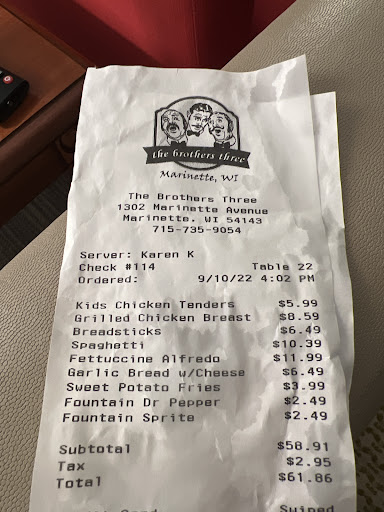 the brothers three
Marinette, WI
The Brothers Three
1302 Marinette Avenue
Marinette, WI 54143
715-735-9054
Server: Karen K
Check #114 Table 22
Ordered: 9/10/22 4:02 PM
Kids Chicken Tenders $5.99
Grilled Chicken Breast $8.59
Breadsticks $6.49
Spaghetti $10.39
Fettuccine Alfredo $11.99
Garlic Bread w/Cheese $6.49
Sweet Potato Fries $3.99
Fountain Dr Pepper $2.49
Fountain Sprite $2.49
Subtotal $58.91
Tax $2.95
Total $61.86
Swiped